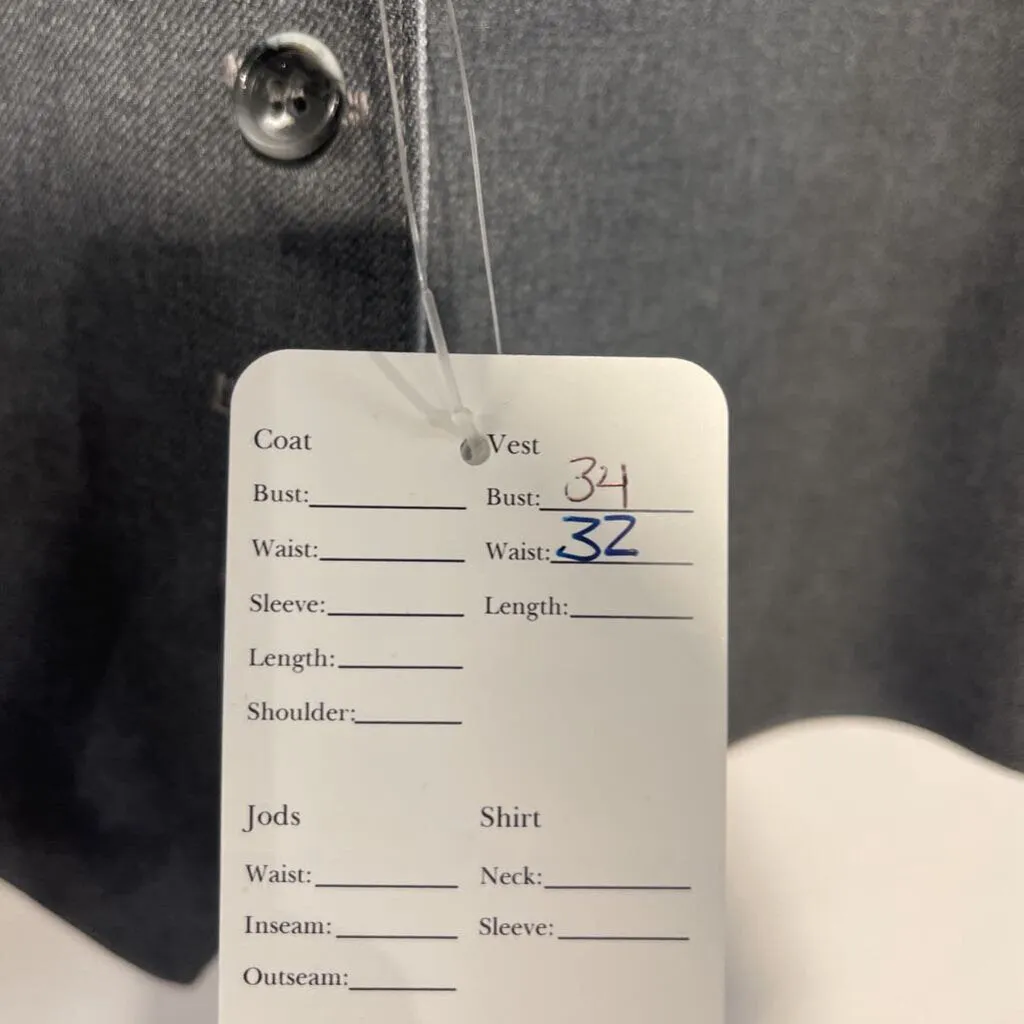 Coat
Bust:
Waist:
Sleeve:
Length:
Shoulder:
Vest
Bust: 34
Waist: 32
Length:
Jods
Waist:
Inseam:
Outseam:
Shirt
Neck:
Sleeve: